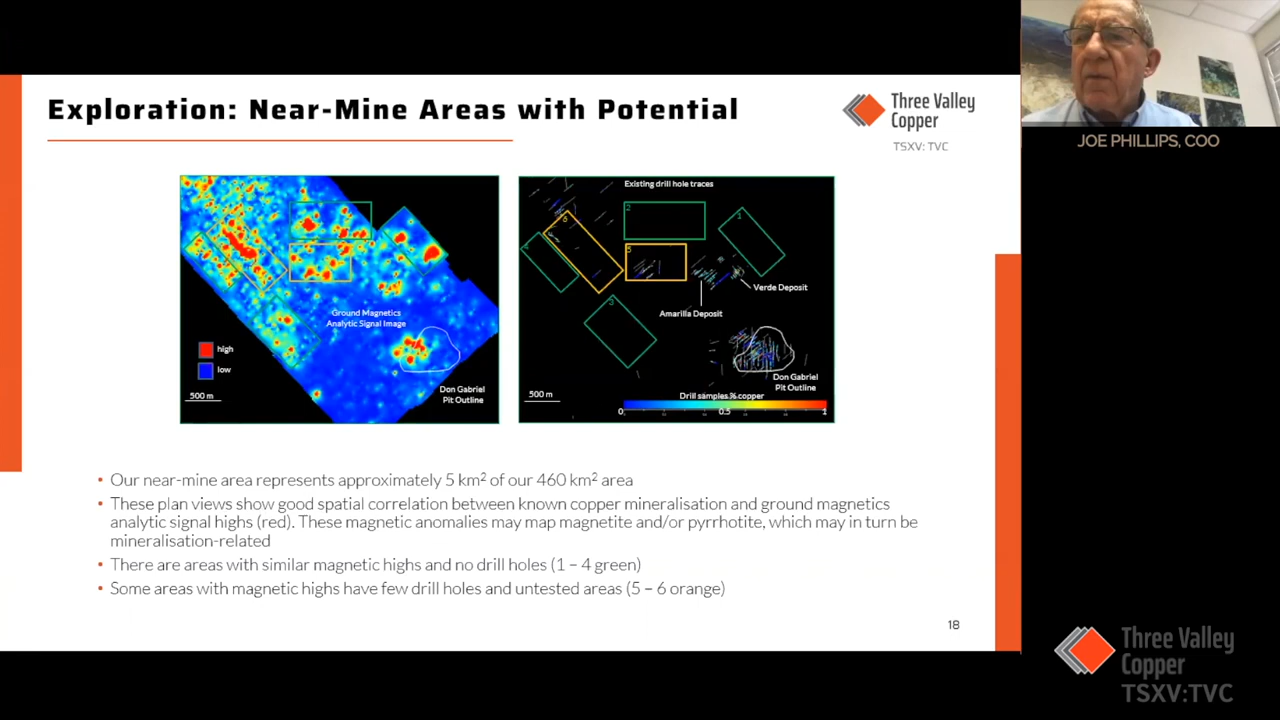 Exploration: Near-Mine Areas with Potential
Three Valley
Copper
TSXV: TVC
JOE PHILLIPS, COO
Ground Magnetics
Analytic Signal Image
high
low
500 m
Don Gabriel
Pit Outline
Existing drill hole traces
1
2
3
5
6
Verde Deposit
Amarilla Deposit
Don Gabriel
Pit Outline
500 m
Drill samples % copper
0 0.5 1
• Our near-mine area represents approximately 5 km² of our 460 km² area
• These plan views show good spatial correlation between known copper mineralisation and ground magnetics
analytic signal highs (red). These magnetic anomalies may map magnetite and/or pyrrhotite, which may in turn be
mineralisation-related
• There are areas with similar magnetic highs and no drill holes (1 – 4 green)
• Some areas with magnetic highs have few drill holes and untested areas (5 – 6 orange)
18
Three Valley
Copper
TSXV:TVC